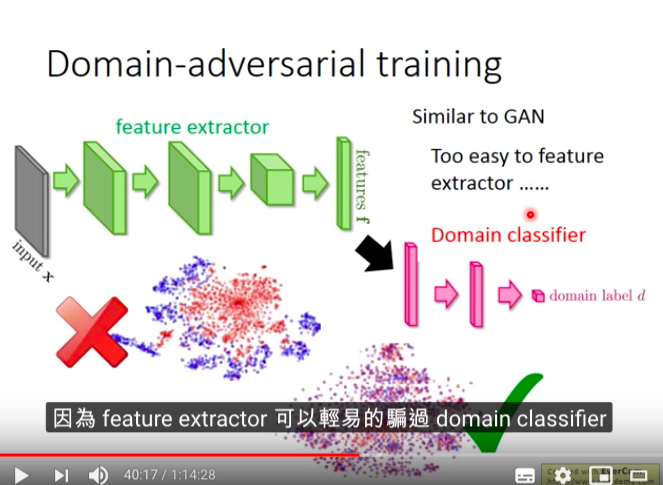 Domain-adversarial training
Similar to GAN
feature extractor
Too easy to feature
extractor ……
features f
input x
Domain classifier
domain label d
因為 feature extractor 可以輕易的騙過 domain classifier
40:17 / 1:14:28